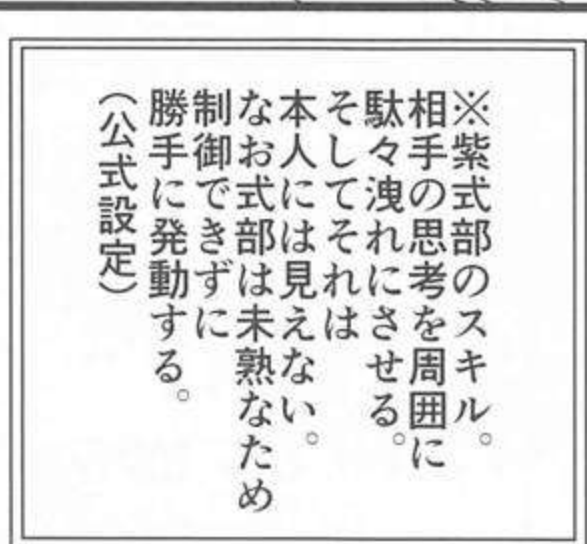 ※紫式部のスキル。
相手の思考を周囲に
駄々洩れにさせる。
そしてそれは
本人には見えない。
なお式部は未熟なため
制御できずに
勝手に発動する。
（公式設定）